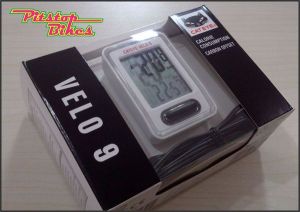 Pitstop
Bikes
VELO 9
CATEYE
CALORIE
CONSUMPTION
CARBON OFFSET